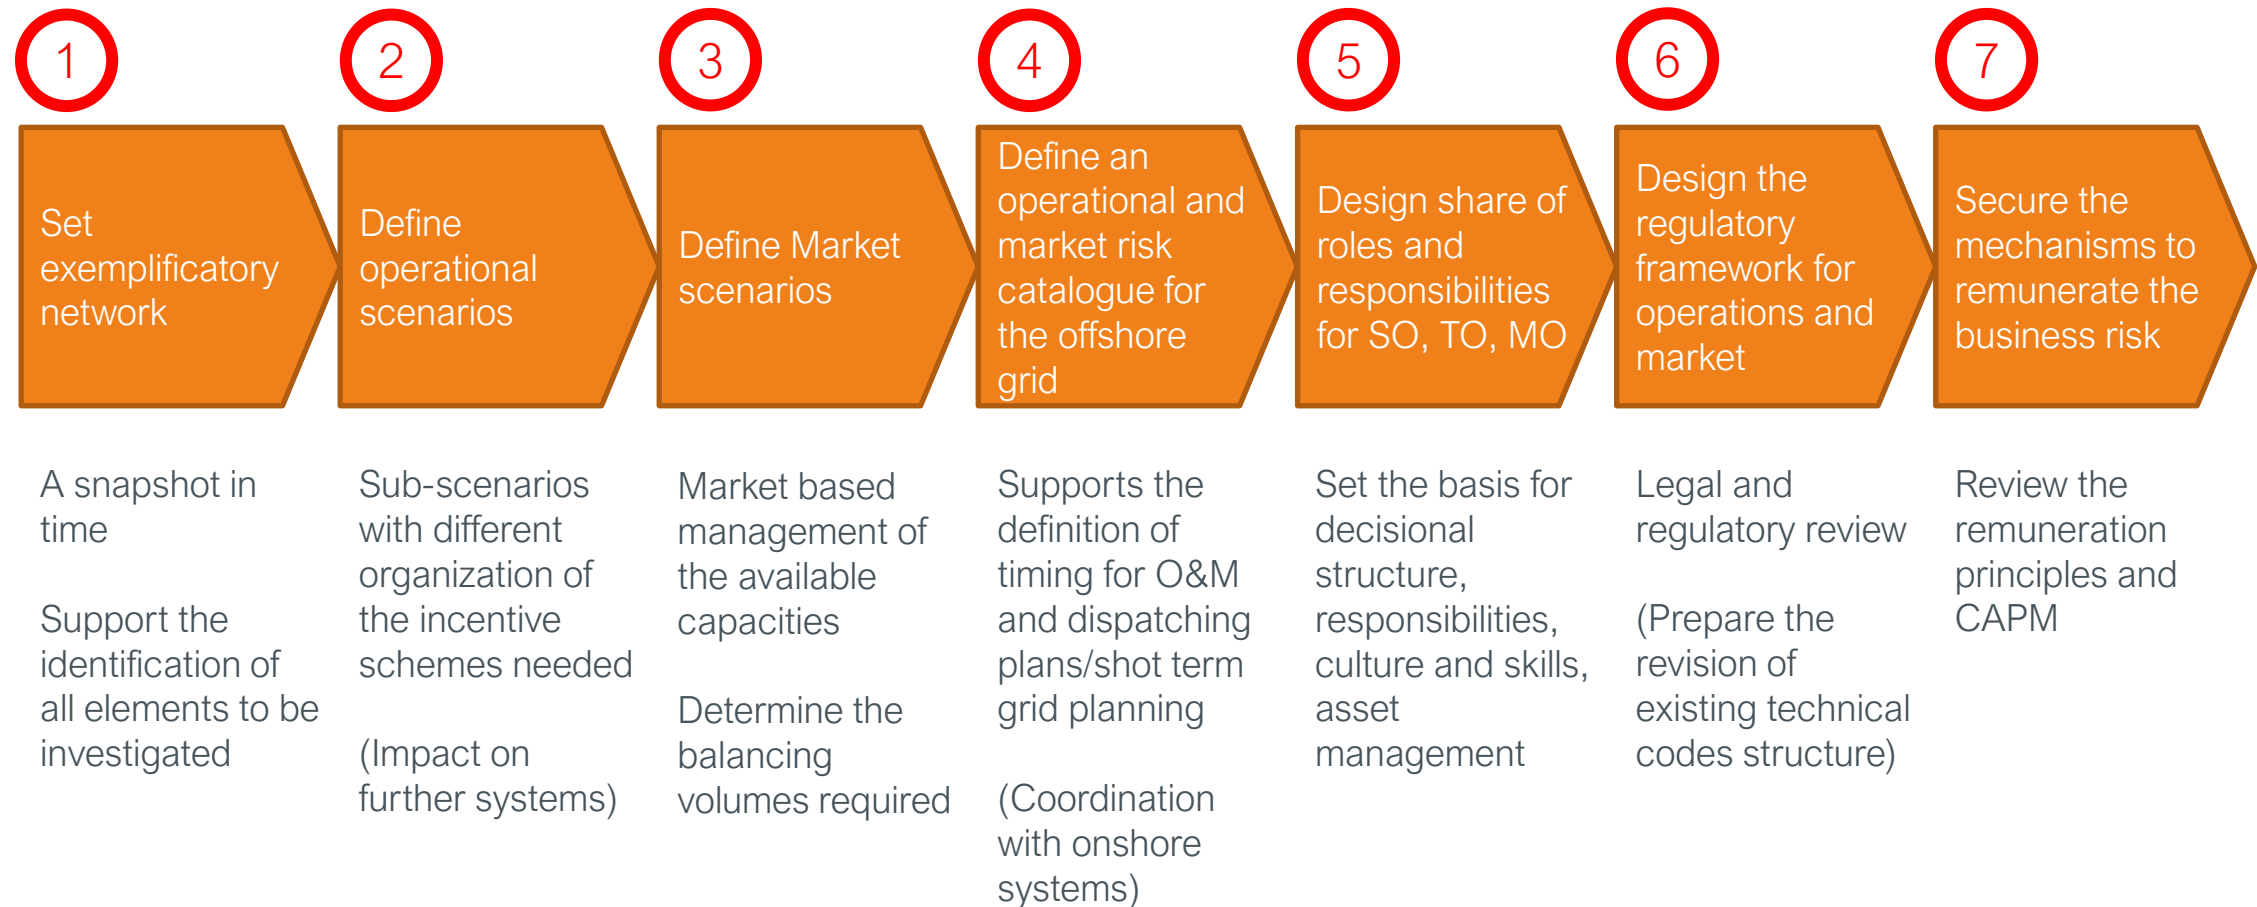 1
2
3
4
5
6
7
Set
exemplificatory
network
Define
operational
scenarios
Define Market
scenarios
Define an
operational and
market risk
catalogue for
the offshore
grid
Design share of
roles and
responsibilities
for SO, TO, MO
Design the
regulatory
framework for
operations and
market
Secure the
mechanisms to
remunerate the
business risk
A snapshot in
time
Support the
identification of
all elements to be
investigated
Sub-scenarios
with different
organization of
the incentive
schemes needed
(Impact on
further systems)
Market based
management of
the available
capacities
Determine the
balancing
volumes required
Supports the
definition of
timing for O&M
and dispatching
plans/shot term
grid planning
(Coordination
with onshore
systems)
Set the basis for
decisional
structure,
responsibilities,
culture and skills,
asset
management
Legal and
regulatory review
(Prepare the
revision of
existing technical
codes structure)
Review the
remuneration
principles and
CAPM